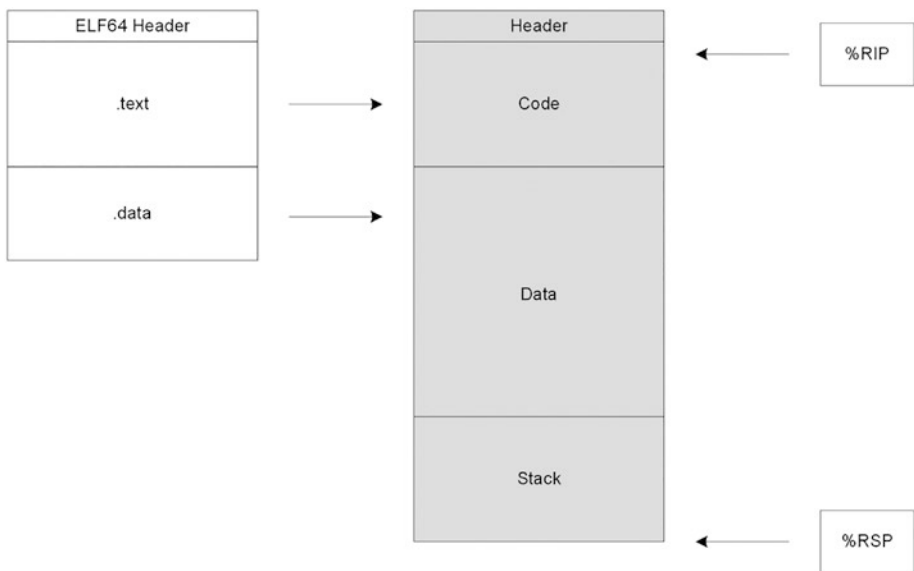 ELF64 Header
.text
.data
Header
Code
Data
Stack
%RIP
%RSP